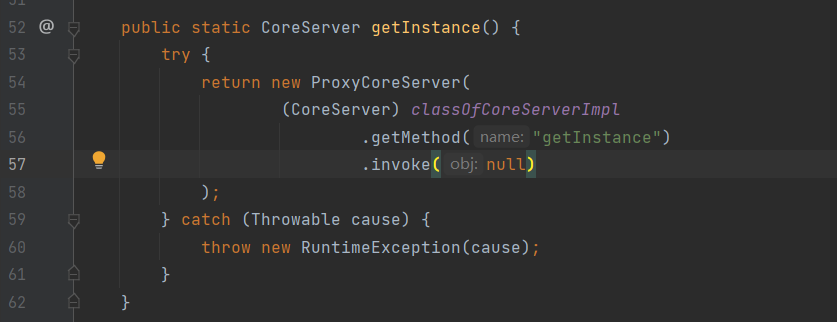 51
52 @ public static CoreServer getInstance() {
53 try {
54 return new ProxyCoreServer(
55 (CoreServer) classOfCoreServerImpl
56 .getMethod( name: "getInstance")
57 .invoke( obj: null)
58 );
59 } catch (Throwable cause) {
60 throw new RuntimeException(cause);
61 }
62 }